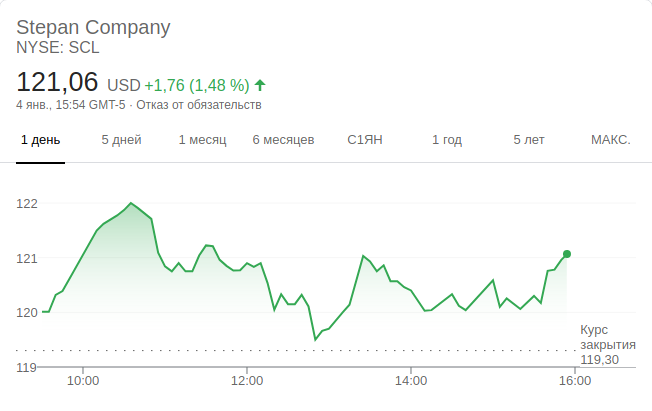 Stepan Company
NYSE: SCL
121,06 USD +1,76 (1,48 %)
4 янв., 15:54 GMT-5 · Отказ от обязательств
1 день 5 дней 1 месяц 6 месяцев С1ЯН 1 год 5 лет МАКС.
122
121
120
Курс
закрытия
119,30
119
10:00 12:00 14:00 16:00